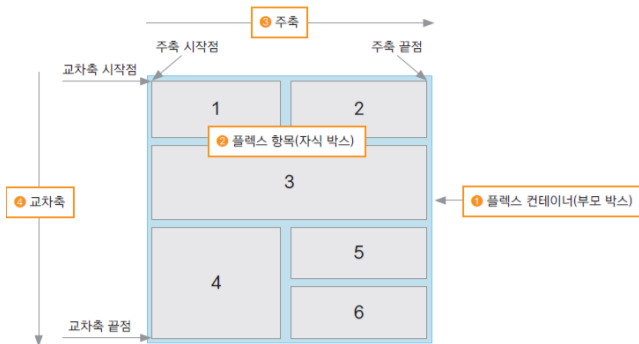 ❸ 주축
주축 시작점
주축 끝점
교차축 시작점
1
2
❷ 플렉스 항목(자식 박스)
3
❹ 교차축
❶ 플렉스 컨테이너(부모 박스)
4
5
6
교차축 끝점